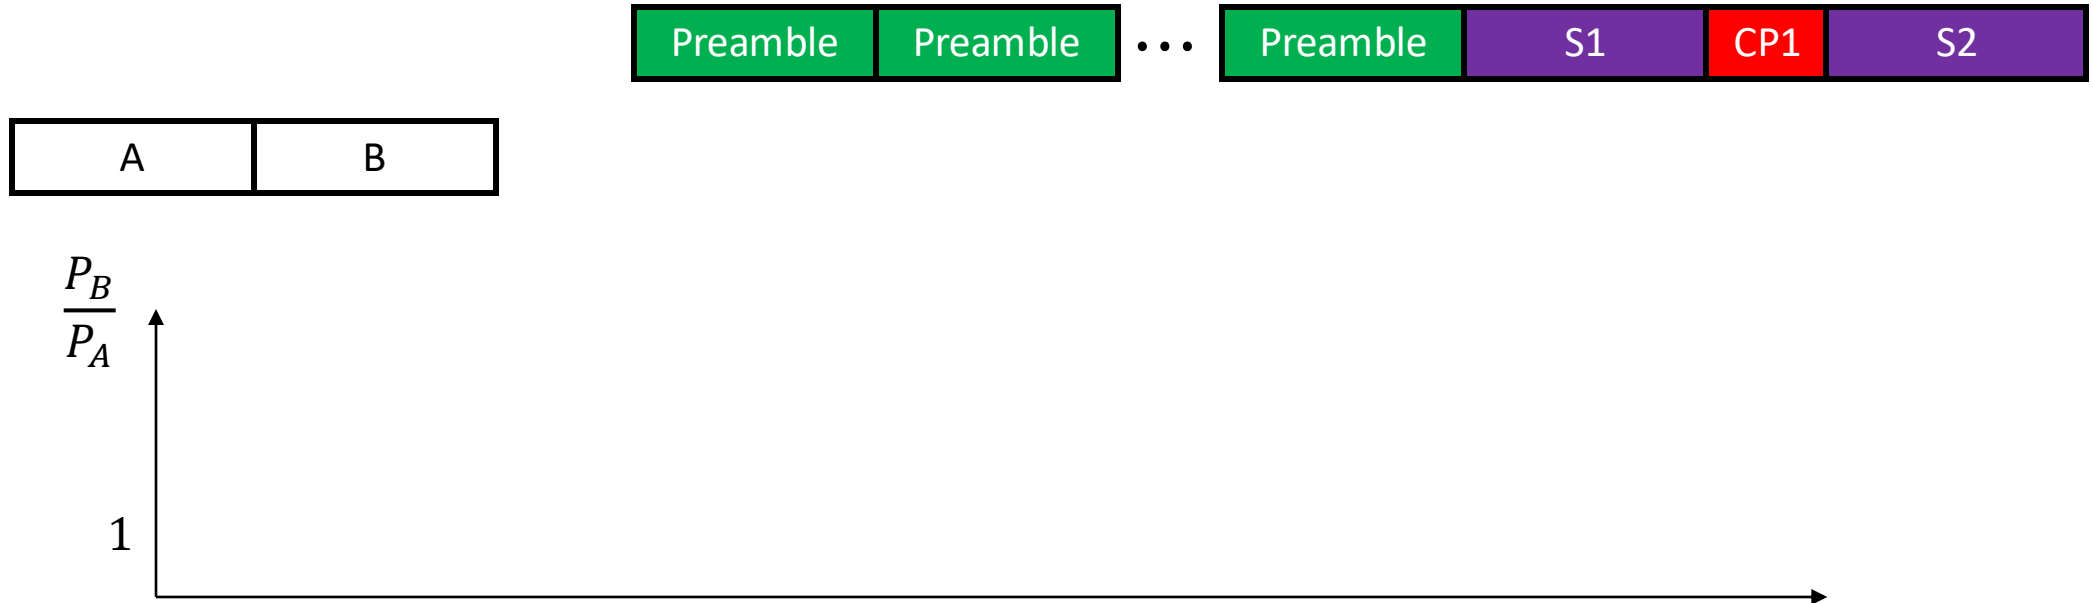 Preamble Preamble ... Preamble S1 CP1 S2
A B
P_B
P_A
1